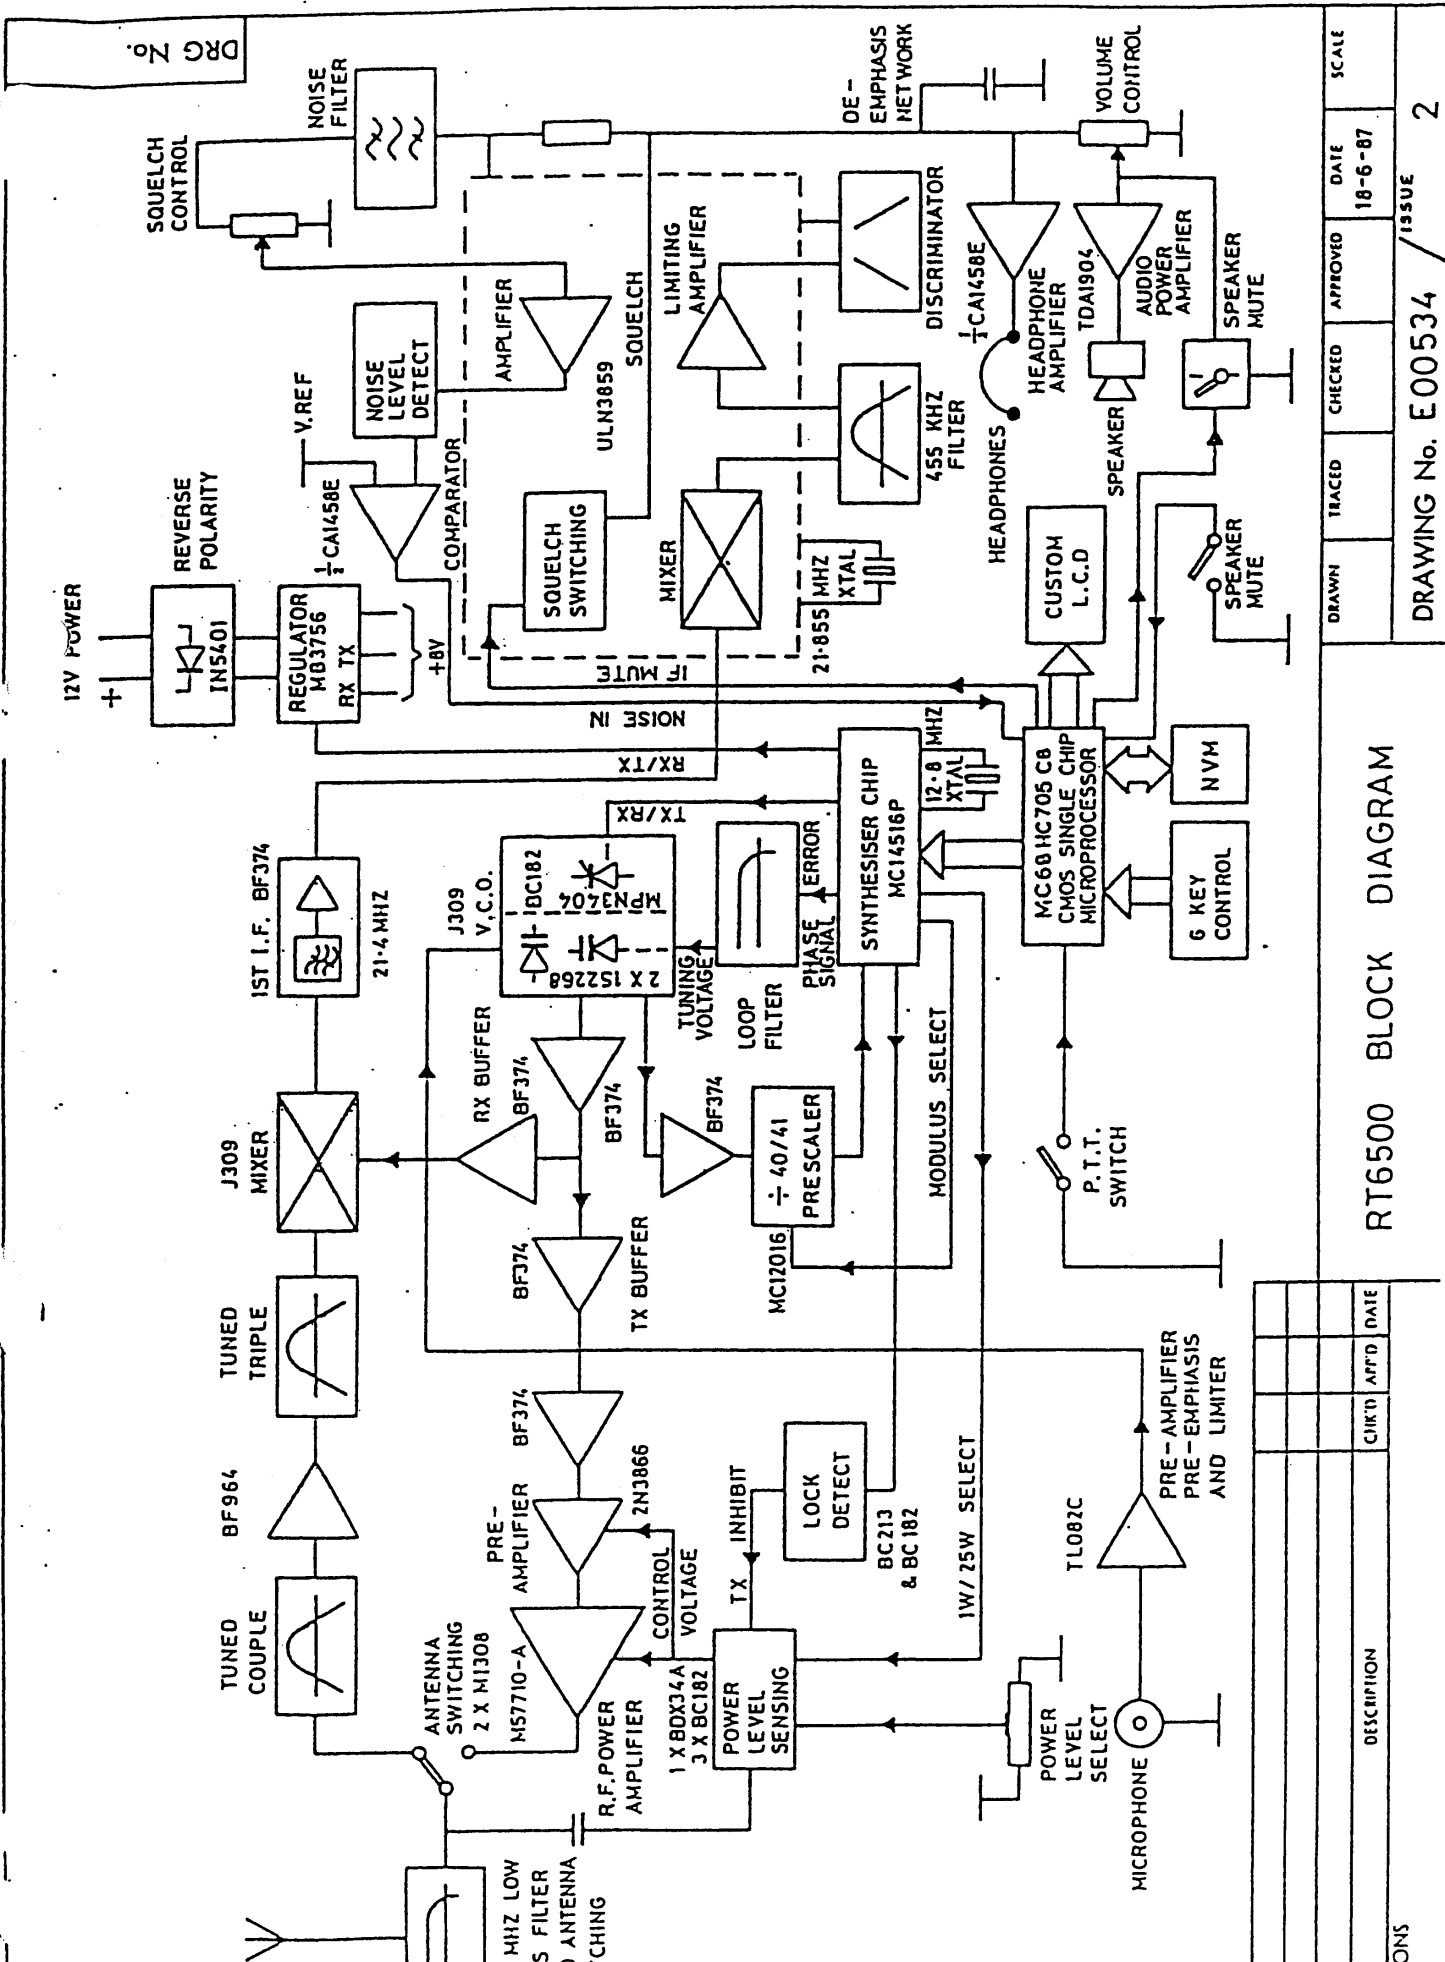 DRG No.
12V POWER
+
REVERSE
POLARITY
IN5401
REGULATOR
MB3756
RX TX
+8V
V.REF
1/2 CA1458E
COMPARATOR
NOISE
LEVEL
DETECT
SQUELCH
CONTROL
NOISE
FILTER
AMPLIFIER
ULN3859
SQUELCH
SQUELCH
SWITCHING
LIMITING
AMPLIFIER
MIXER
21·855 MHZ
XTAL
455 KHZ
FILTER
DISCRIMINATOR
DE-
EMPHASIS
NETWORK
VOLUME
CONTROL
1/2 CA1458E
HEADPHONE
AMPLIFIER
HEADPHONES
TDA1904
AUDIO
POWER
AMPLIFIER
SPEAKER
SPEAKER
MUTE
SPEAKER
MUTE
CUSTOM
L.C.D
IF MUTE
NOISE IN
RX/TX
TX/RX
TUNED
COUPLE
BF964
TUNED
TRIPLE
J309
MIXER
1ST I.F. BF374
21·4 MHZ
J309
V.C.O.
BC182
MPN3404
2 X 1S2268
TUNING
VOLTAGE
LOOP
FILTER
PHASE ERROR
SIGNAL
SYNTHESISER CHIP
MC14516P
12·8 MHZ
XTAL
MC68HC705 C8
CMOS SINGLE CHIP
MICROPROCESSOR
NVM
6 KEY
CONTROL
RX BUFFER
BF374
BF374
BF374
÷ 40/41
PRESCALER
MC12016
MODULUS SELECT
P.T.T.
SWITCH
BF374
TX BUFFER
BF374
2N3866
PRE-
AMPLIFIER
ANTENNA
SWITCHING
2 X M1308
M57710-A
R.F. POWER
AMPLIFIER
CONTROL
VOLTAGE
1 X BDX34A
3 X BC182
POWER
LEVEL
SENSING
TX INHIBIT
LOCK
DETECT
BC213
& BC182
1W/25W SELECT
POWER
LEVEL
SELECT
MICROPHONE
TL082C
PRE-AMPLIFIER
PRE-EMPHASIS
AND LIMITER
MHZ LOW
S FILTER
ANTENNA
CHING
RT6500 BLOCK DIAGRAM
DRAWN
TRACED
CHECKED
APPROVED
DATE
18-6-87
SCALE
DRAWING No. E00534 /ISSUE 2
DESCRIPTION
CHK'D
APP'D
DATE
ONS